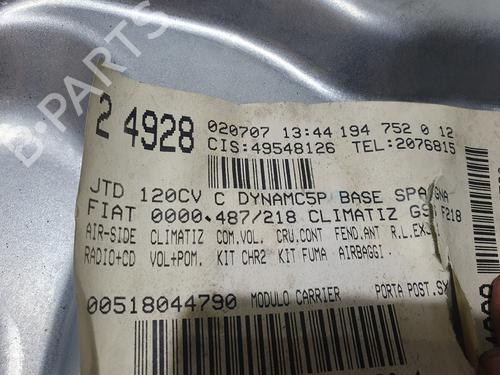 B-PARTS
2 4928 020707 13:44 194 752 0 12
CIS:49548126 TEL:2076815
JTD 120CV C DYNAMC5P BASE SPAGNA
FIAT 0000.487/218 CLIMATIZ F218
AIR-SIDE CLIMATIZ COM.VOL. CRU.CONT FEND.ANT R.L.EX
RADIO+CD VOL+POM. KIT CHR2 KIT FUMA AIRBAGGI.
00518044790 MODULO CARRIER PORTA POST.SX